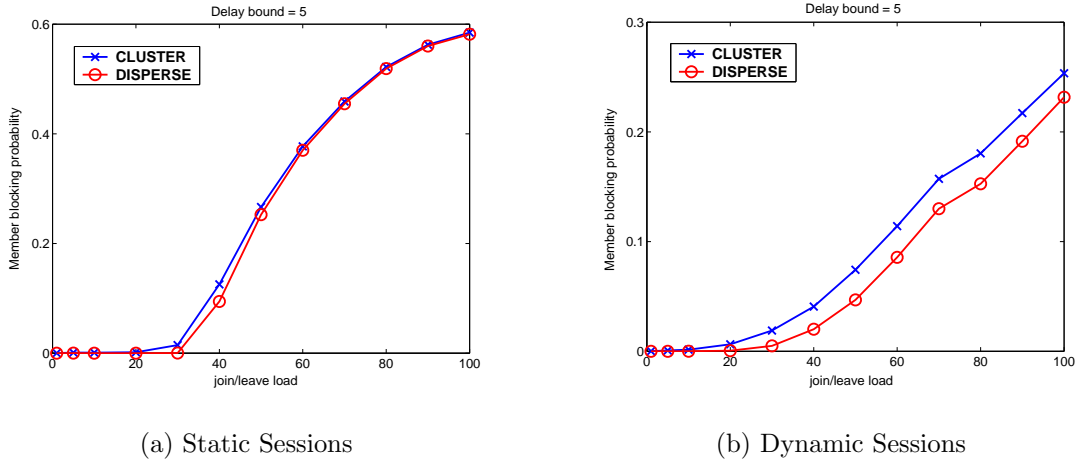 Delay bound = 5
0.6
0.4
0.2
0
Member blocking probability
CLUSTER
DISPERSE
0 20 40 60 80 100
join/leave load
(a) Static Sessions
Delay bound = 5
0.3
0.2
0.1
0
Member blocking probability
CLUSTER
DISPERSE
0 20 40 60 80 100
join/leave load
(b) Dynamic Sessions